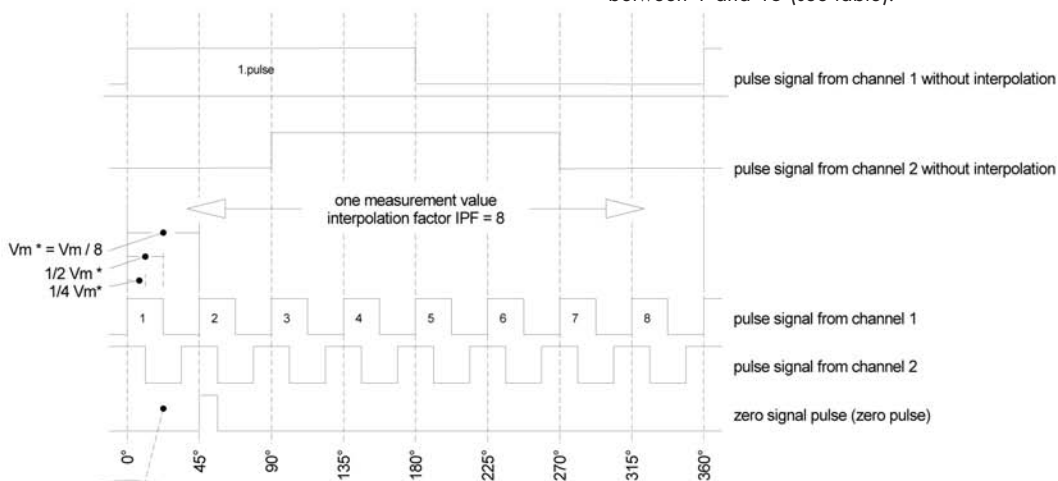 1.pulse
pulse signal from channel 1 without interpolation
pulse signal from channel 2 without interpolation
one measurement value
interpolation factor IPF = 8
Vm * = Vm / 8
1/2 Vm *
1/4 Vm*
1 2 3 4 5 6 7 8
pulse signal from channel 1
pulse signal from channel 2
zero signal pulse (zero pulse)
0° 45° 90° 135° 180° 225° 270° 315° 360°